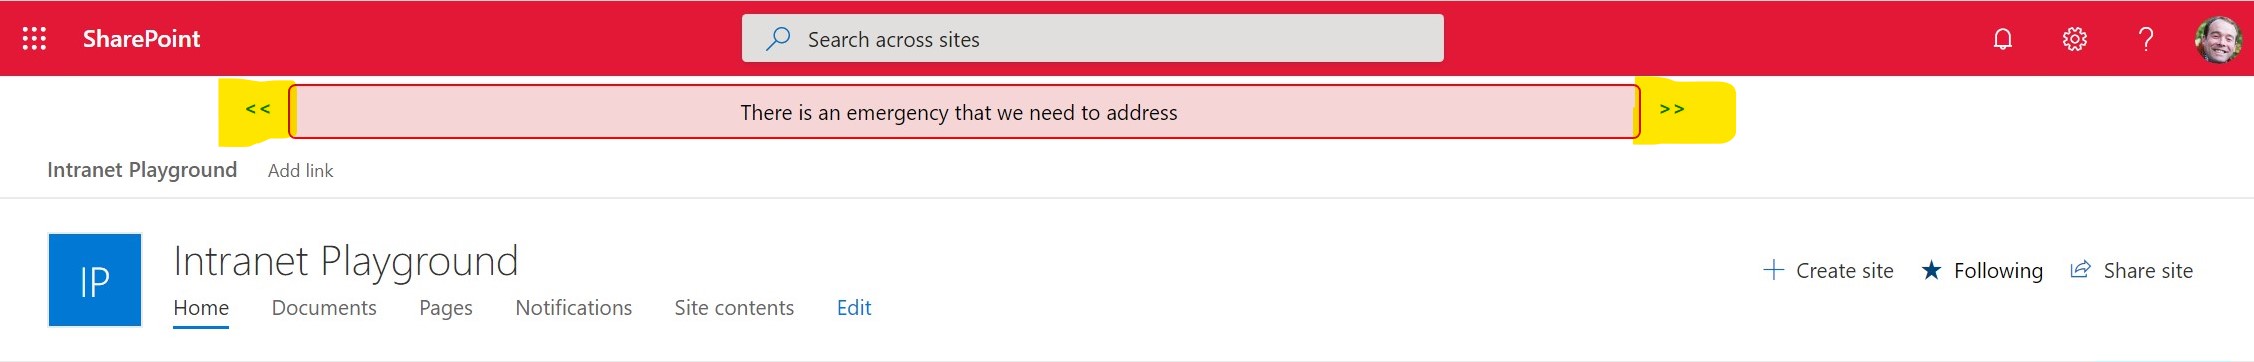 SharePoint Search across sites ?
<< There is an emergency that we need to address >>
Intranet Playground Add link
IP Intranet Playground
+ Create site Following Share site
Home Documents Pages Notifications Site contents Edit